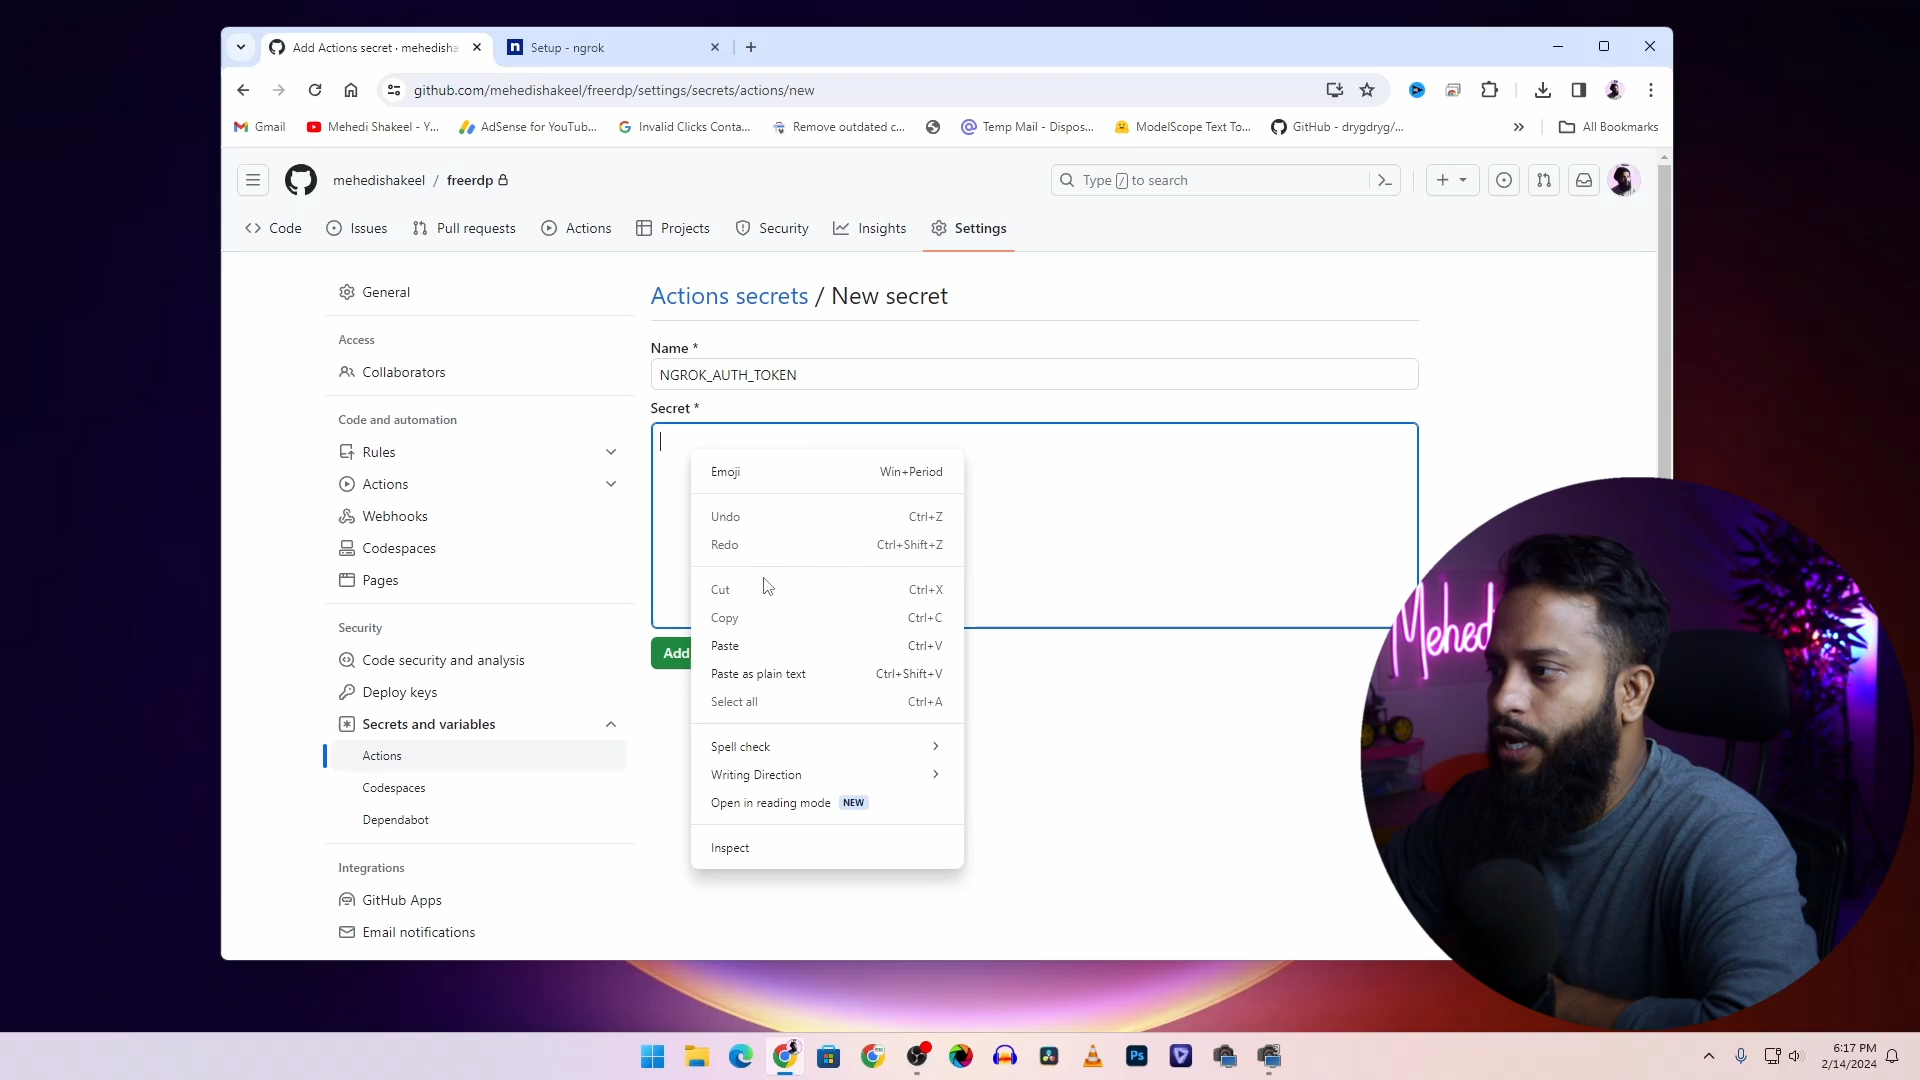 Add Actions secret · mehedisha
Setup - ngrok
github.com/mehedishakeel/freerdp/settings/secrets/actions/new
Gmail
Mehedi Shakeel - Y...
AdSense for YouTub...
Invalid Clicks Conta...
Remove outdated c...
Temp Mail - Dispos...
ModelScope Text To...
GitHub - drygdryg/...
» All Bookmarks
mehedishakeel / freerdp
Type / to search
Code
Issues
Pull requests
Actions
Projects
Security
Insights
Settings
General
Access
Collaborators
Code and automation
Rules
Actions
Webhooks
Codespaces
Pages
Security
Code security and analysis
Deploy keys
Secrets and variables
Actions
Codespaces
Dependabot
Integrations
GitHub Apps
Email notifications
Actions secrets / New secret
Name *
NGROK_AUTH_TOKEN
Secret *
Add
Emoji Win+Period
Undo Ctrl+Z
Redo Ctrl+Shift+Z
Cut Ctrl+X
Copy Ctrl+C
Paste Ctrl+V
Paste as plain text Ctrl+Shift+V
Select all Ctrl+A
Spell check
Writing Direction
Open in reading mode NEW
Inspect
Mehed
Ps
6:17 PM
2/14/2024